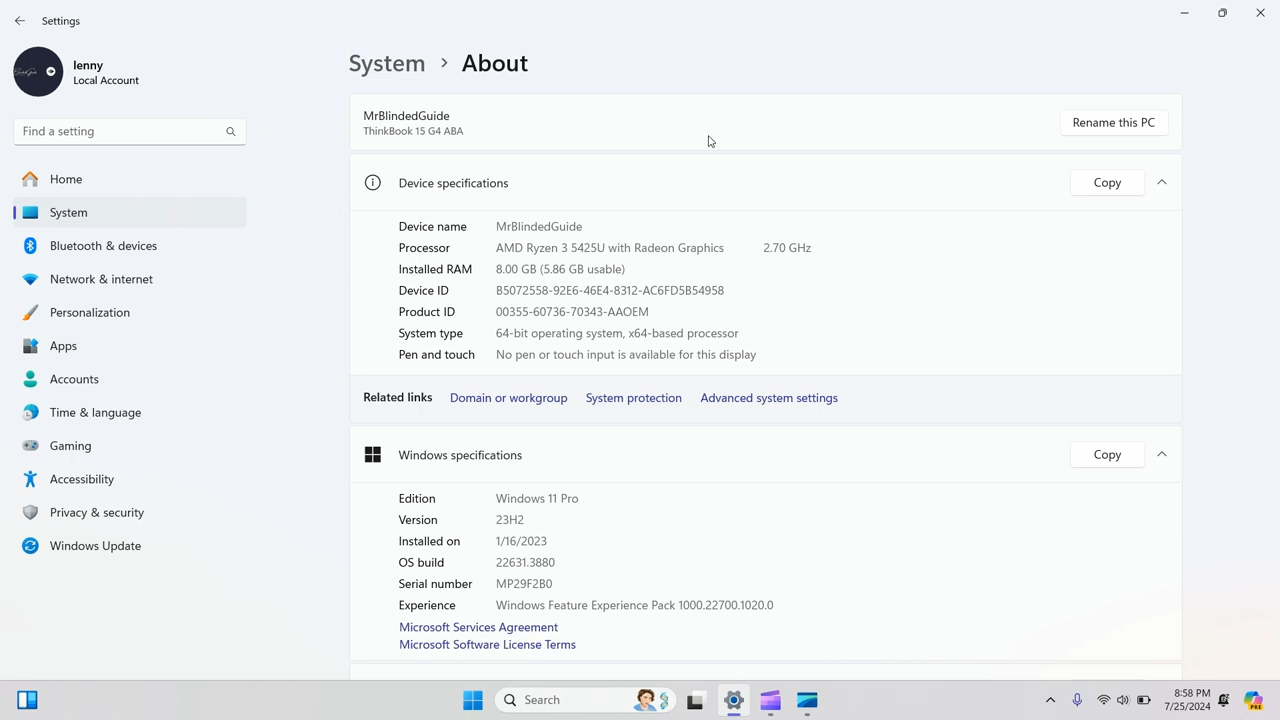 Settings
lenny
Local Account
Find a setting
Home
System
Bluetooth & devices
Network & internet
Personalization
Apps
Accounts
Time & language
Gaming
Accessibility
Privacy & security
Windows Update
System > About
MrBlindedGuide
ThinkBook 15 G4 ABA
Rename this PC
Device specifications
Copy
Device name MrBlindedGuide
Processor AMD Ryzen 3 5425U with Radeon Graphics 2.70 GHz
Installed RAM 8.00 GB (5.86 GB usable)
Device ID B5072558-92E6-46E4-8312-AC6FD5B54958
Product ID 00355-60736-70343-AAOEM
System type 64-bit operating system, x64-based processor
Pen and touch No pen or touch input is available for this display
Related links Domain or workgroup System protection Advanced system settings
Windows specifications
Copy
Edition Windows 11 Pro
Version 23H2
Installed on 1/16/2023
OS build 22631.3880
Serial number MP29F2B0
Experience Windows Feature Experience Pack 1000.22700.1020.0
Microsoft Services Agreement
Microsoft Software License Terms
Search
8:58 PM
7/25/2024
PRE